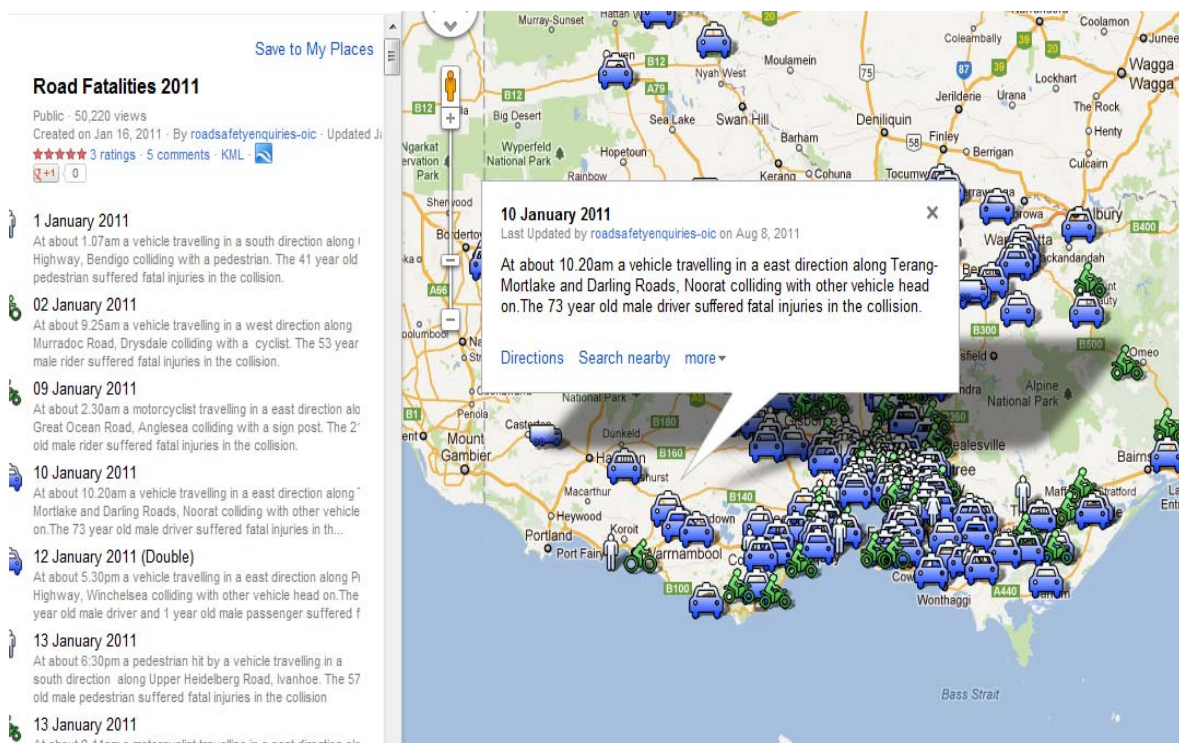 Save to My Places
Road Fatalities 2011
Public · 50,220 views
Created on Jan 16, 2011 · By roadsafetyenquiries-oic · Updated
3 ratings · 5 comments · KML ·
+1 0
1 January 2011
At about 1.07am a vehicle travelling in a south direction along
Highway, Bendigo colliding with a pedestrian. The 41 year old
pedestrian suffered fatal injuries in the collision.
02 January 2011
At about 9.25am a vehicle travelling in a west direction along
Murradoc Road, Drysdale colliding with a cyclist. The 53 year
male rider suffered fatal injuries in the collision.
09 January 2011
At about 2.30am a motorcyclist travelling in a east direction
Great Ocean Road, Anglesea colliding with a sign post. The
old male rider suffered fatal injuries in the collision.
10 January 2011
At about 10.20am a vehicle travelling in a east direction along
Mortlake and Darling Roads, Noorat colliding with other vehicle
on.The 73 year old male driver suffered fatal injuries in th...
12 January 2011 (Double)
At about 5.30pm a vehicle travelling in a east direction along
Highway, Winchelsea colliding with other vehicle head on.The
year old male driver and 1 year old male passenger suffered
13 January 2011
At about 6:30pm a pedestrian hit by a vehicle travelling in a
south direction along Upper Heidelberg Road, Ivanhoe. The 57
old male pedestrian suffered fatal injuries in the collision
13 January 2011
10 January 2011
Last Updated by roadsafetyenquiries-oic on Aug 8, 2011
At about 10.20am a vehicle travelling in a east direction along Terang-
Mortlake and Darling Roads, Noorat colliding with other vehicle head
on.The 73 year old male driver suffered fatal injuries in the collision.
Directions Search nearby more
Murray-Sunset
20
Coolamon
Coleambally
39
20
Junee
B12
Moulamein
Nyah West
75
87
39
Lockhart
Wagga
Wagga
A79
B12
B12
Big Desert
Sea Lake
Swan Hill
Jerilderie
Urana
The Rock
Deniliquin
Finley
Henty
Barham
58
Berrigan
Culcairn
Wyperfeld
National Park
Hopetoun
Rainbow
Kerang
Cohuna
Park
B400
A66
B300
B500
Omeo
Alpine
National Park
B1
Penola
National Park
Dunkeld
B180
Mount
Gambier
B160
Macarthur
B140
Heywood
Portland
Koroit
Port Fairy
Warrnambool
B100
Stratford
A440
Wonthaggi
Bass Strait